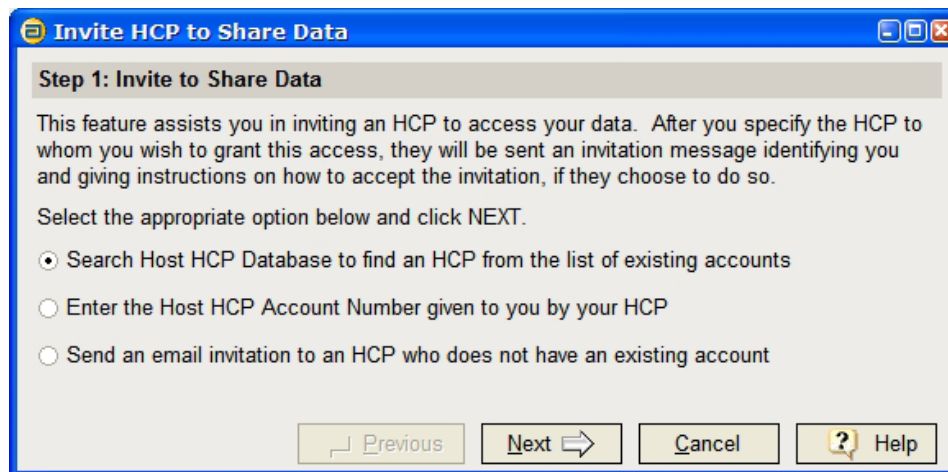 Invite HCP to Share Data
Step 1: Invite to Share Data
This feature assists you in inviting an HCP to access your data. After you specify the HCP to
whom you wish to grant this access, they will be sent an invitation message identifying you
and giving instructions on how to accept the invitation, if they choose to do so.
Select the appropriate option below and click NEXT.
Search Host HCP Database to find an HCP from the list of existing accounts
Enter the Host HCP Account Number given to you by your HCP
Send an email invitation to an HCP who does not have an existing account
Previous Next Cancel ? Help